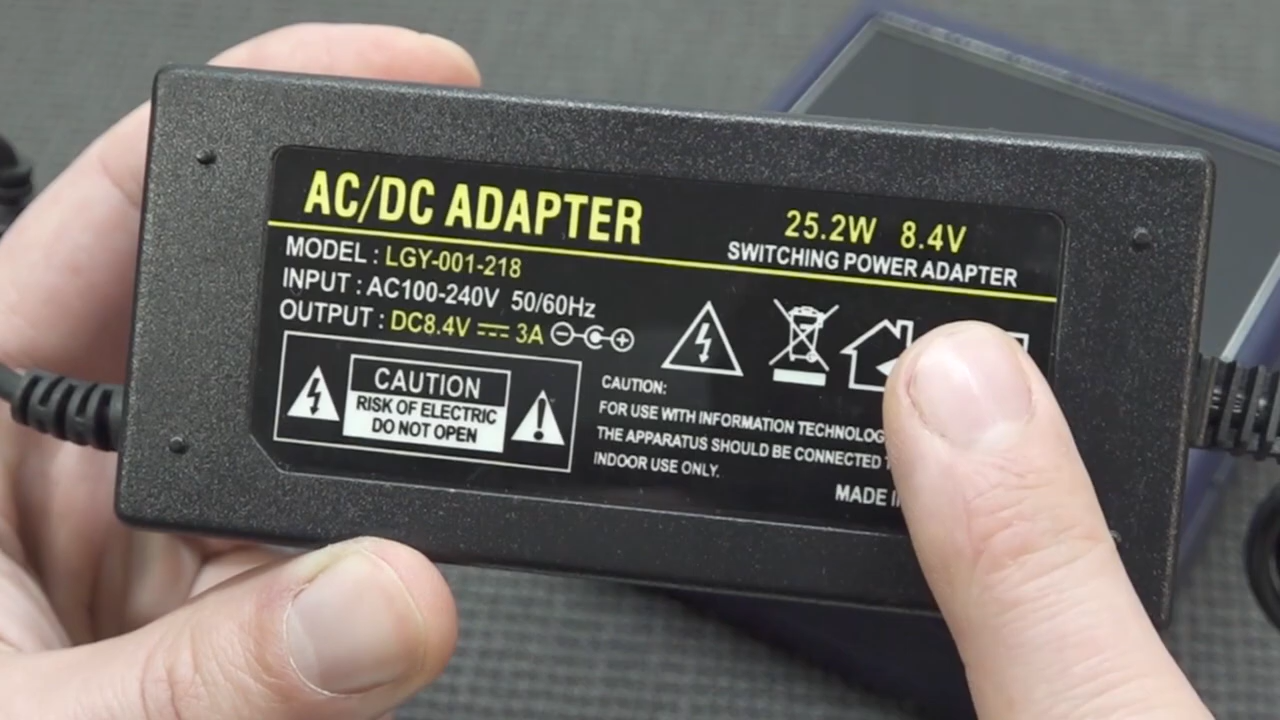 AC/DC ADAPTER
25.2W 8.4V
SWITCHING POWER ADAPTER
MODEL : LGY-001-218
INPUT : AC100-240V 50/60Hz
OUTPUT : DC8.4V ⎓ 3A
CAUTION
RISK OF ELECTRIC
DO NOT OPEN
CAUTION:
FOR USE WITH INFORMATION
THE APPARATUS SHOULD BE CONNECTED
INDOOR USE ONLY.
MADE